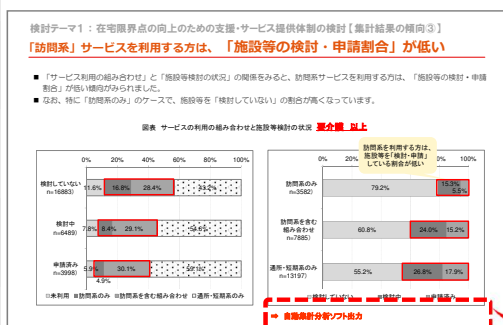 検討テーマ1:在宅限界点の向上のための支援・サービス提供体制の検討【集計結果の傾向③】
「訪問系」サービスを利用する方は、「施設等の検討・申請割合」が低い
■ 「サービス利用の組み合わせ」と「施設等検討の状況」の関係をみると、訪問系サービスを利用する方は、「施設等の検討・申請
割合」が低い傾向がみられました。
■ なお、特に「訪問系のみ」のケースで、施設等を「検討していない」の割合が高くなっています。
図表 サービスの利用の組み合わせと施設等検討の状況 要介護 以上
0% 20% 40% 60% 80% 100%
検討していない
n=16883)
11.6% 16.8% 28.4% 43.2%
検討中
n=6489)
7.8% 8.4% 29.1%
申請済み
n=3998)
5.9% 30.1%
4.9%
□未利用 ■訪問系のみ ■訪問系を含む組み合わせ □通所・短期系のみ
訪問系を利用する方は、
施設等を「検討・申請」
している割合が低い
0% 20% 80% 100%
訪問系のみ
n=3582)
79.2% 15.3%
5.5%
訪問系を含む
組み合わせ
n=7885)
60.8% 24.0% 15.2%
通所・短期系のみ
n=13197)
55.2% 26.8% 17.9%
□検討していない ■検討中 ■申請済み
⇒ 自動集計分析ソフト出力